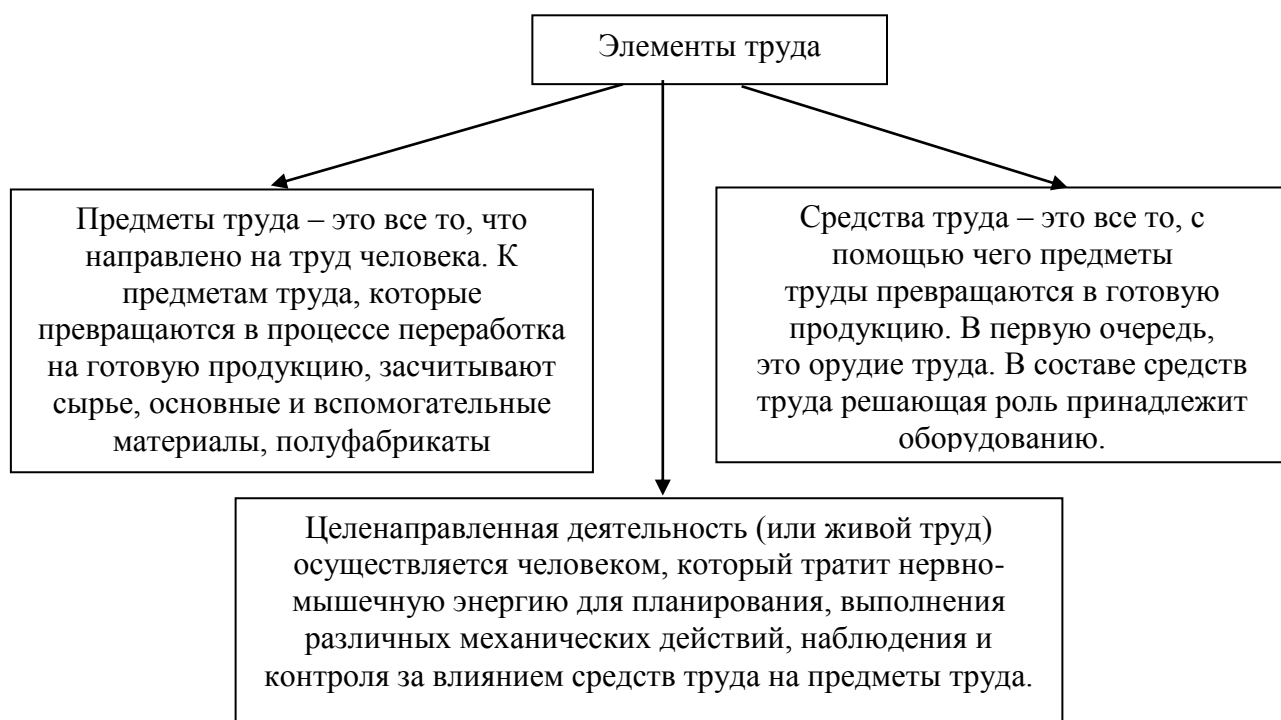 Элементы труда
Предметы труда – это все то, что
направлено на труд человека. К
предметам труда, которые
превращаются в процессе переработка
на готовую продукцию, засчитывают
сырье, основные и вспомогательные
материалы, полуфабрикаты
Средства труда – это все то, с
помощью чего предметы
труды превращаются в готовую
продукцию. В первую очередь,
это орудие труда. В составе средств
труда решающая роль принадлежит
оборудованию.
Целенаправленная деятельность (или живой труд)
осуществляется человеком, который тратит нервно-
мышечную энергию для планирования, выполнения
различных механических действий, наблюдения и
контроля за влиянием средств труда на предметы труда.